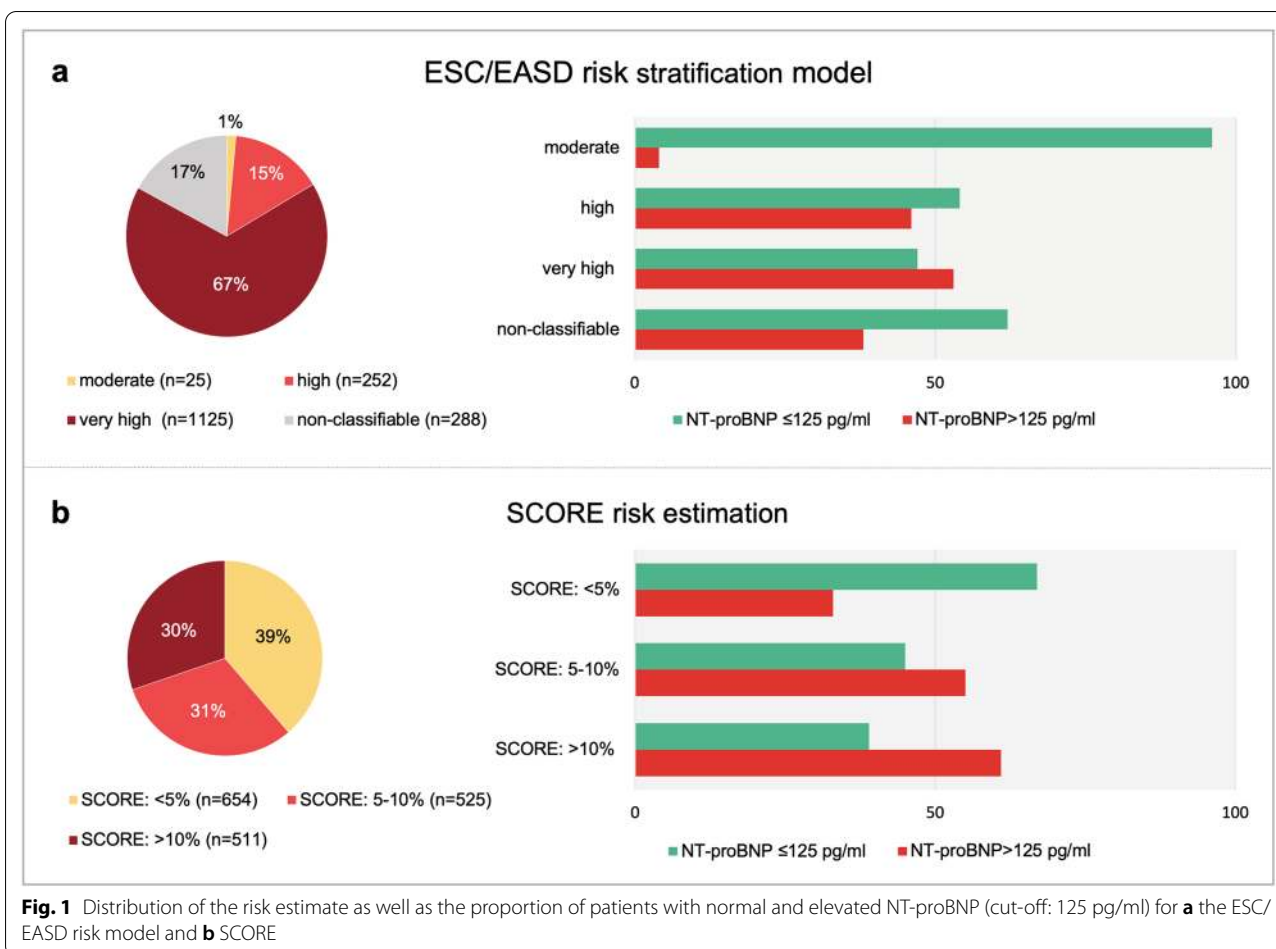 a
ESC/EASD risk stratification model
1%
17%
15%
67%
moderate (n=25)
high (n=252)
very high (n=1125)
non-classifiable (n=288)
moderate
high
very high
non-classifiable
0
50
100
NT-proBNP ≤125 pg/ml
NT-proBNP>125 pg/ml
b
SCORE risk estimation
30%
39%
31%
SCORE: <5% (n=654)
SCORE: 5-10% (n=525)
SCORE: >10% (n=511)
SCORE: <5%
SCORE: 5-10%
SCORE: >10%
0
50
100
NT-proBNP ≤125 pg/ml
NT-proBNP>125 pg/ml
Fig. 1 Distribution of the risk estimate as well as the proportion of patients with normal and elevated NT-proBNP (cut-off: 125 pg/ml) for a the ESC/
EASD risk model and b SCORE